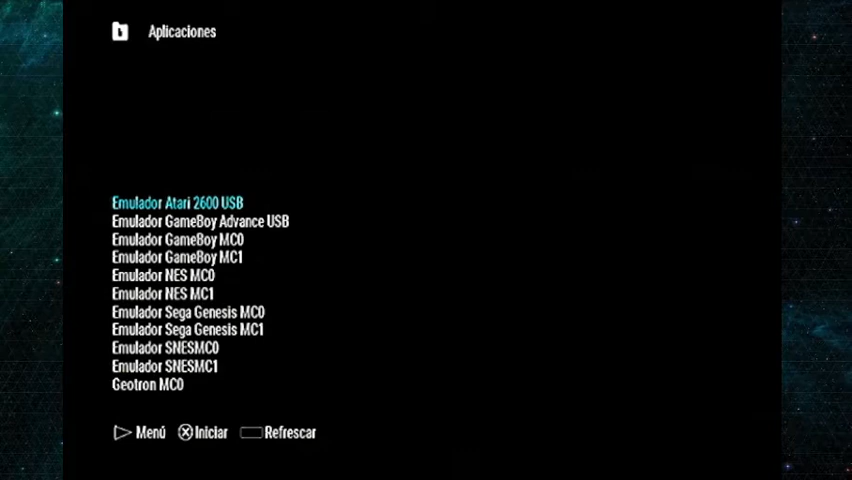 Aplicaciones
Emulador Atari 2600 USB
Emulador GameBoy Advance USB
Emulador GameBoy MC0
Emulador GameBoy MC1
Emulador NES MC0
Emulador NES MC1
Emulador Sega Genesis MC0
Emulador Sega Genesis MC1
Emulador SNESMC0
Emulador SNESMC1
Geotron MC0
Menú Iniciar Refrescar